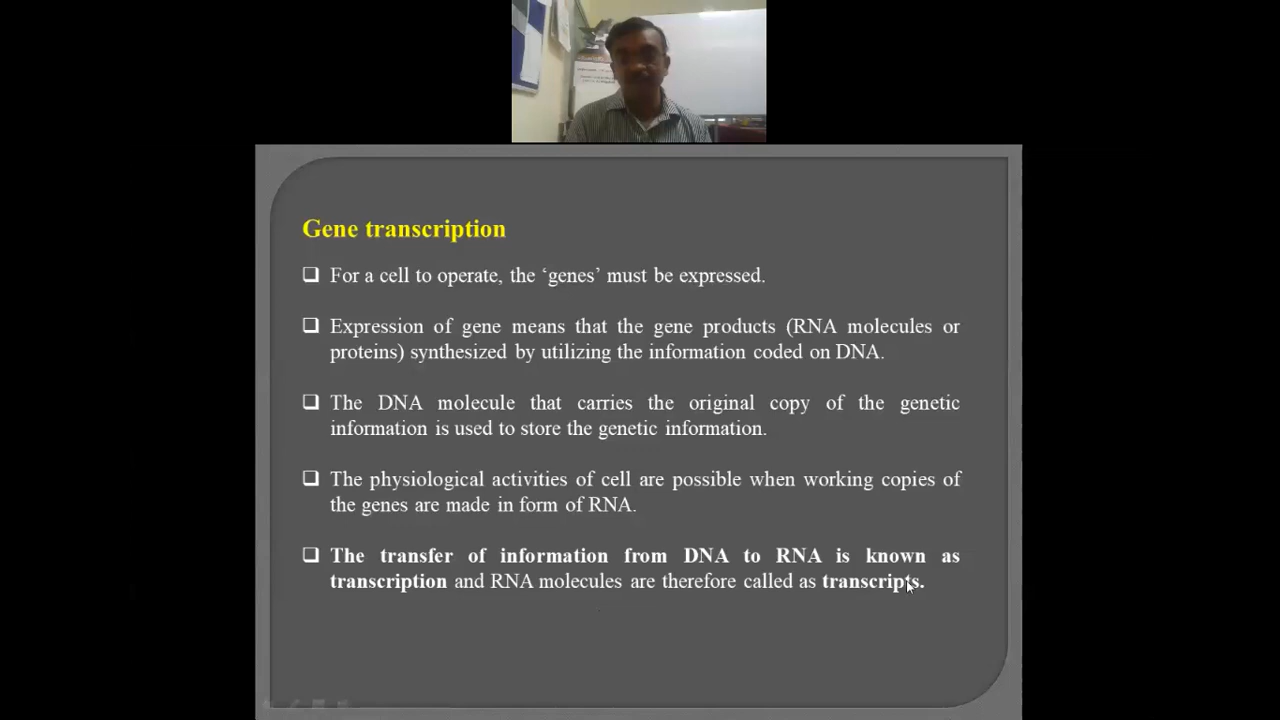 Gene transcription
❑ For a cell to operate, the ‘genes’ must be expressed.
❑ Expression of gene means that the gene products (RNA molecules or
proteins) synthesized by utilizing the information coded on DNA.
❑ The DNA molecule that carries the original copy of the genetic
information is used to store the genetic information.
❑ The physiological activities of cell are possible when working copies of
the genes are made in form of RNA.
❑ The transfer of information from DNA to RNA is known as
transcription and RNA molecules are therefore called as transcripts.